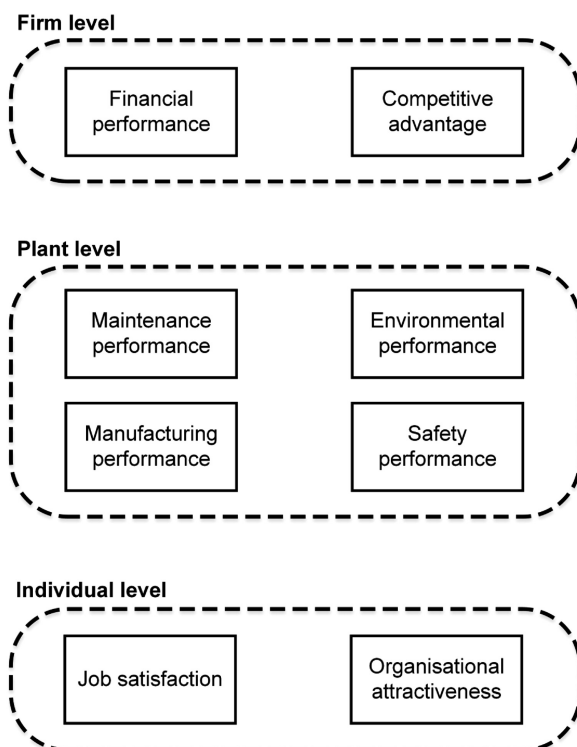 Firm level
Financial
performance
Competitive
advantage
Plant level
Maintenance
performance
Environmental
performance
Manufacturing
performance
Safety
performance
Individual level
Job satisfaction
Organisational
attractiveness